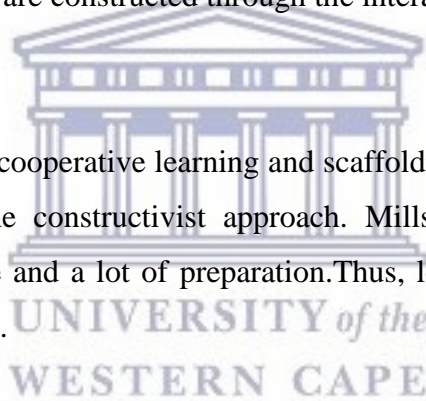 are constructed through the intera
cooperative learning and scaffold
e constructivist approach. Mills
and a lot of preparation.Thus, l
.
UNIVERSITY of the
WESTERN CAPE